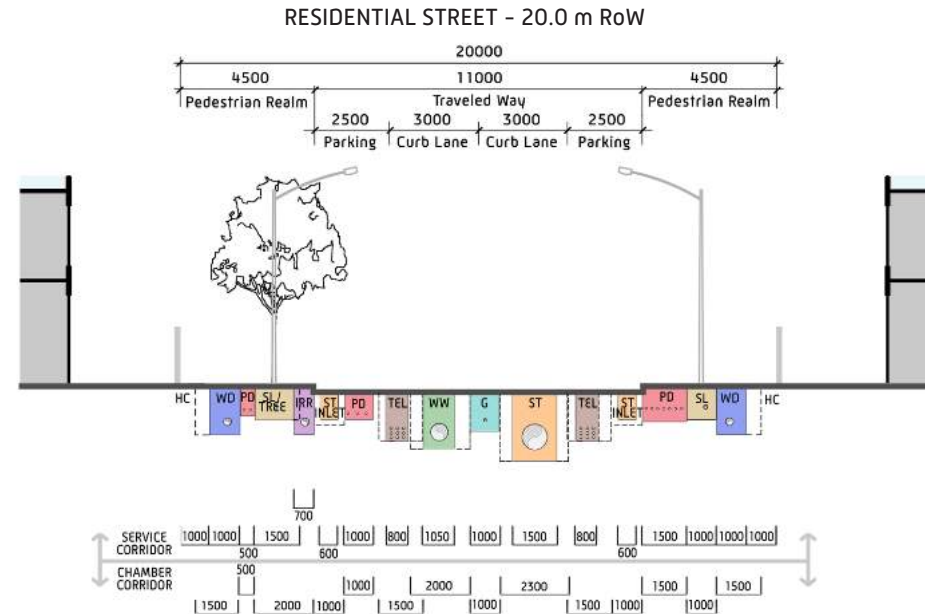 RESIDENTIAL STREET - 20.0 m RoW
20000
4500 11000 4500
Pedestrian Realm Traveled Way Pedestrian Realm
2500 3000 3000 2500
Parking Curb Lane Curb Lane Parking
HC WD PD SL/ TREE IRR ST INLET PD TEL WW G ST TEL ST INLET PD SL WD HC
700
SERVICE CORRIDOR 1000 1000 1500 1000 800 1050 1000 1500 800 1500 1000 1000 1000
500 600 600
CHAMBER CORRIDOR 500 1000 2000 2300 1500 1500
1500 2000 1000 1500 1000 1500 1000 1000